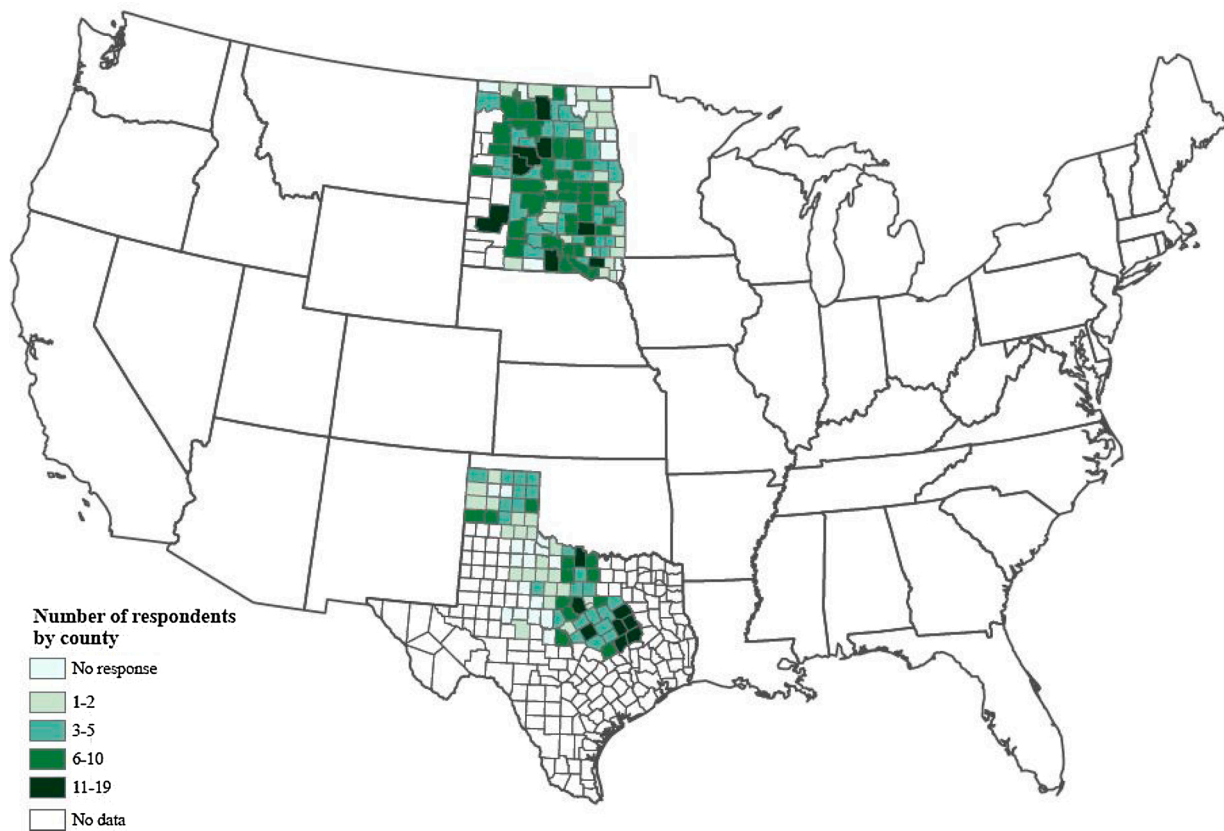 Number of respondents
by county
No response
1-2
3-5
6-10
11-19
No data